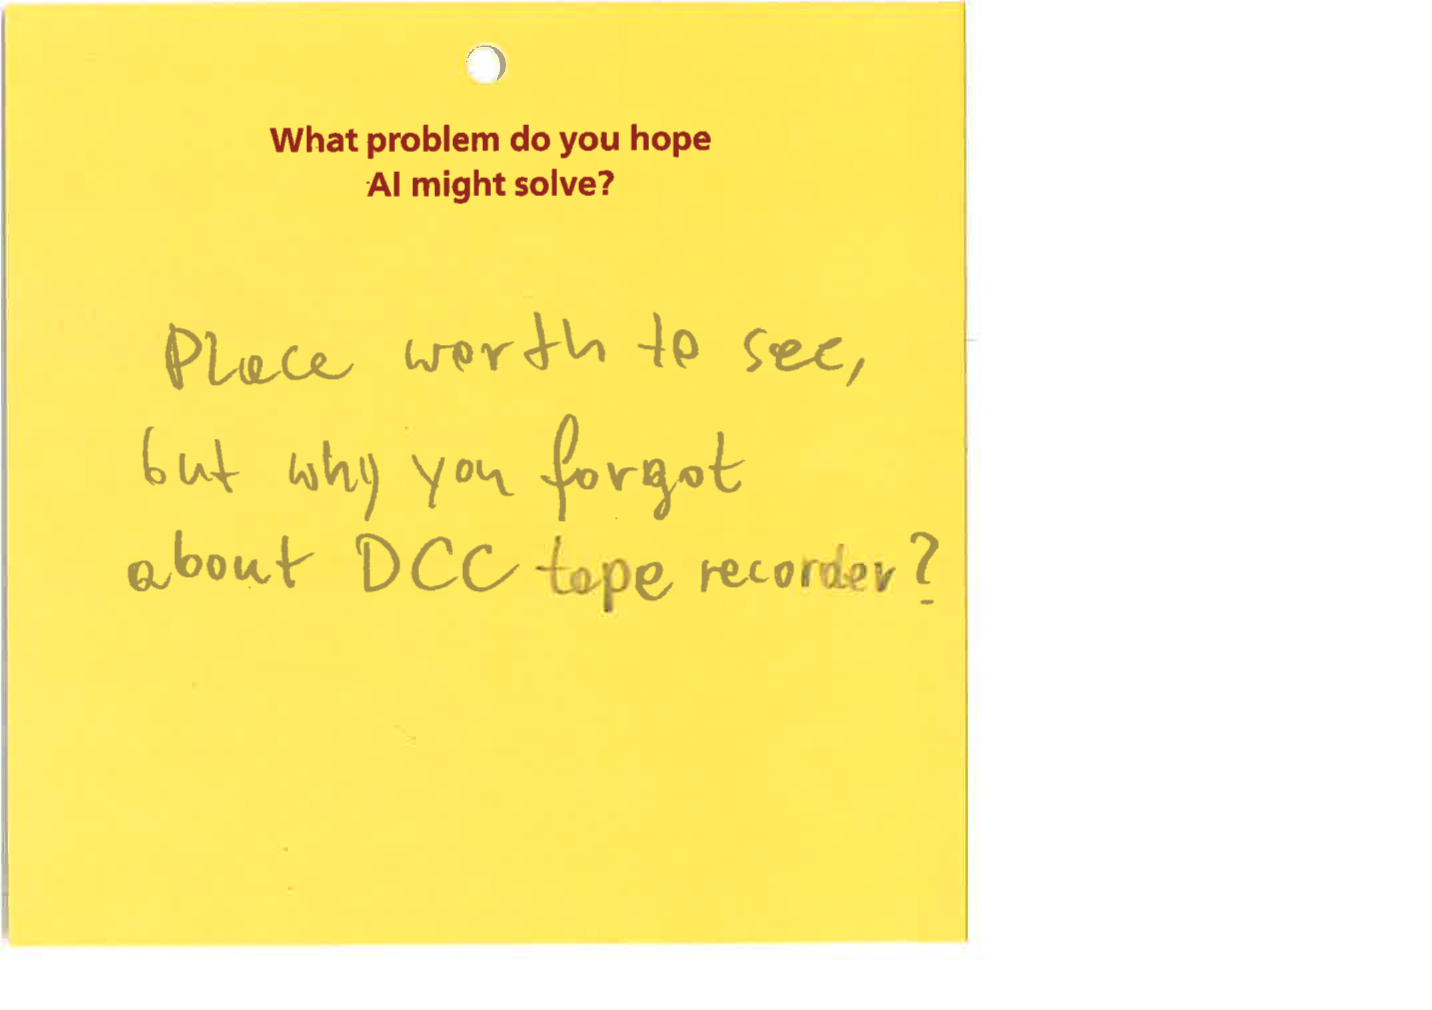 What problem do you hope
AI might solve?
Place worth to see,
but why you forgot
about DCC tape recorder?